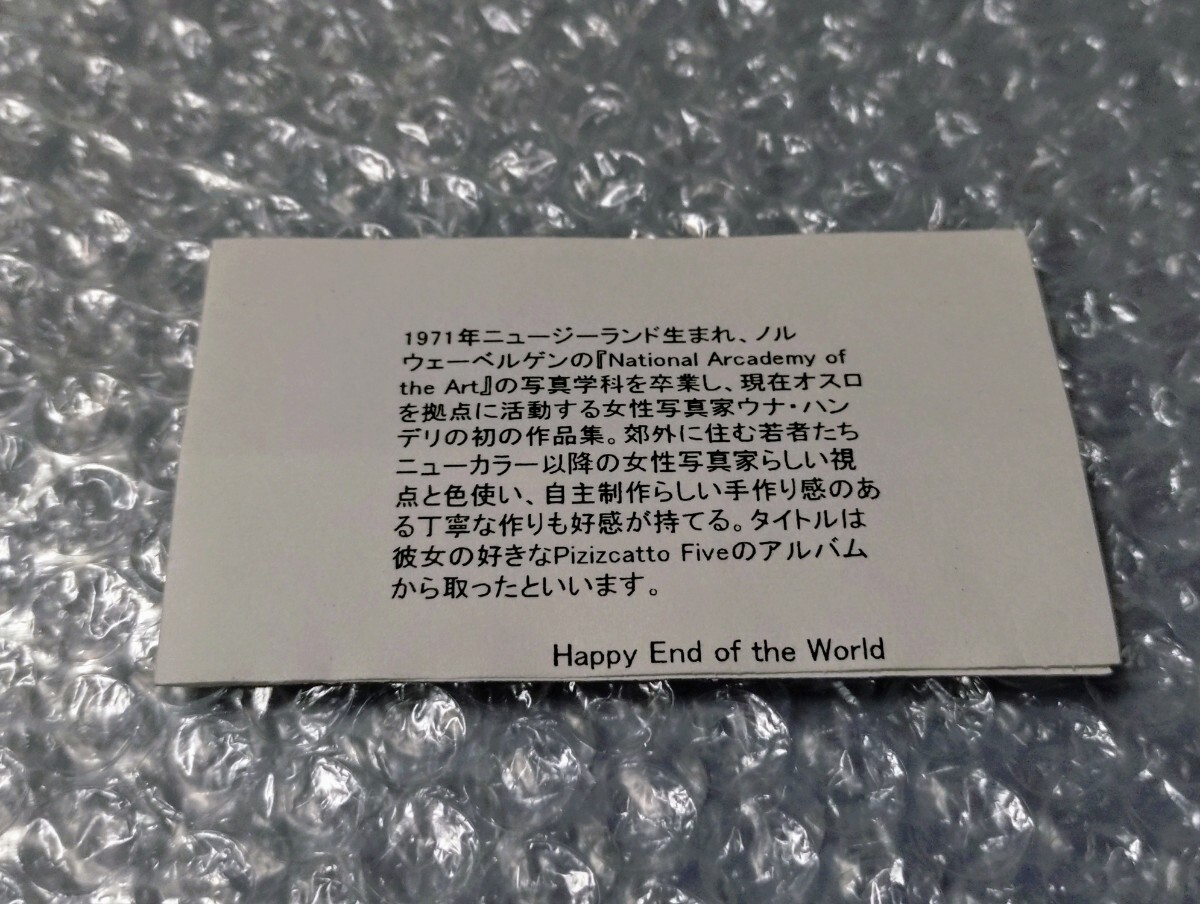 1971年ニュージーランド生まれ、ノル
ウェーベルゲンの『National Arcademy of
the Art』の写真学科を卒業し、現在オスロ
を拠点に活動する女性写真家ウナ・ハン
デリの初の作品集。郊外に住む若者たち
ニューカラー以降の女性写真家らしい視
点と色使い、自主制作らしい手作り感のあ
る丁寧な作りも好感が持てる。タイトルは
彼女の好きなPizizcatto Fiveのアルバム
から取ったといいます。
Happy End of the World